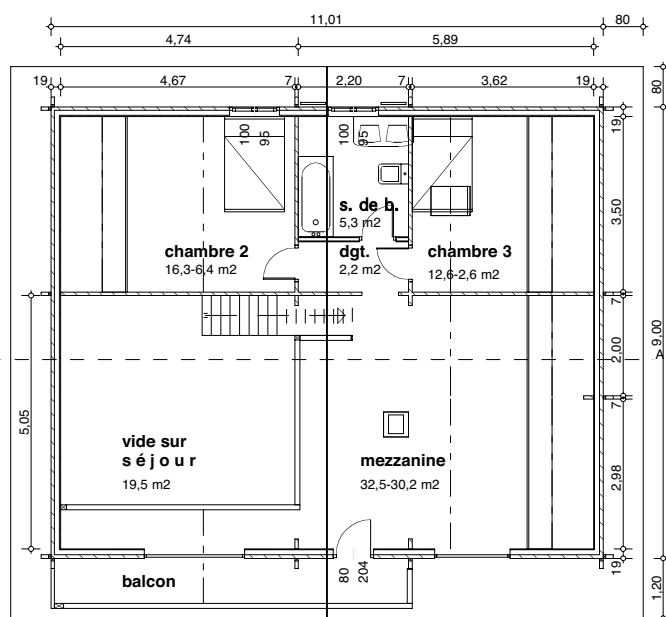 11,01
80
4,74
5,89
19
4,67
7
2,20
7
3,62
19
80
100
95
100
95
19
s. de b.
5,3 m2
3,50
chambre 2
16,3-6,4 m2
dgt.
2,2 m2
chambre 3
12,6-2,6 m2
7
2,00
9,00
A
7
5,05
vide sur
séjour
19,5 m2
mezzanine
32,5-30,2 m2
2,98
80
204
19
balcon
1,20